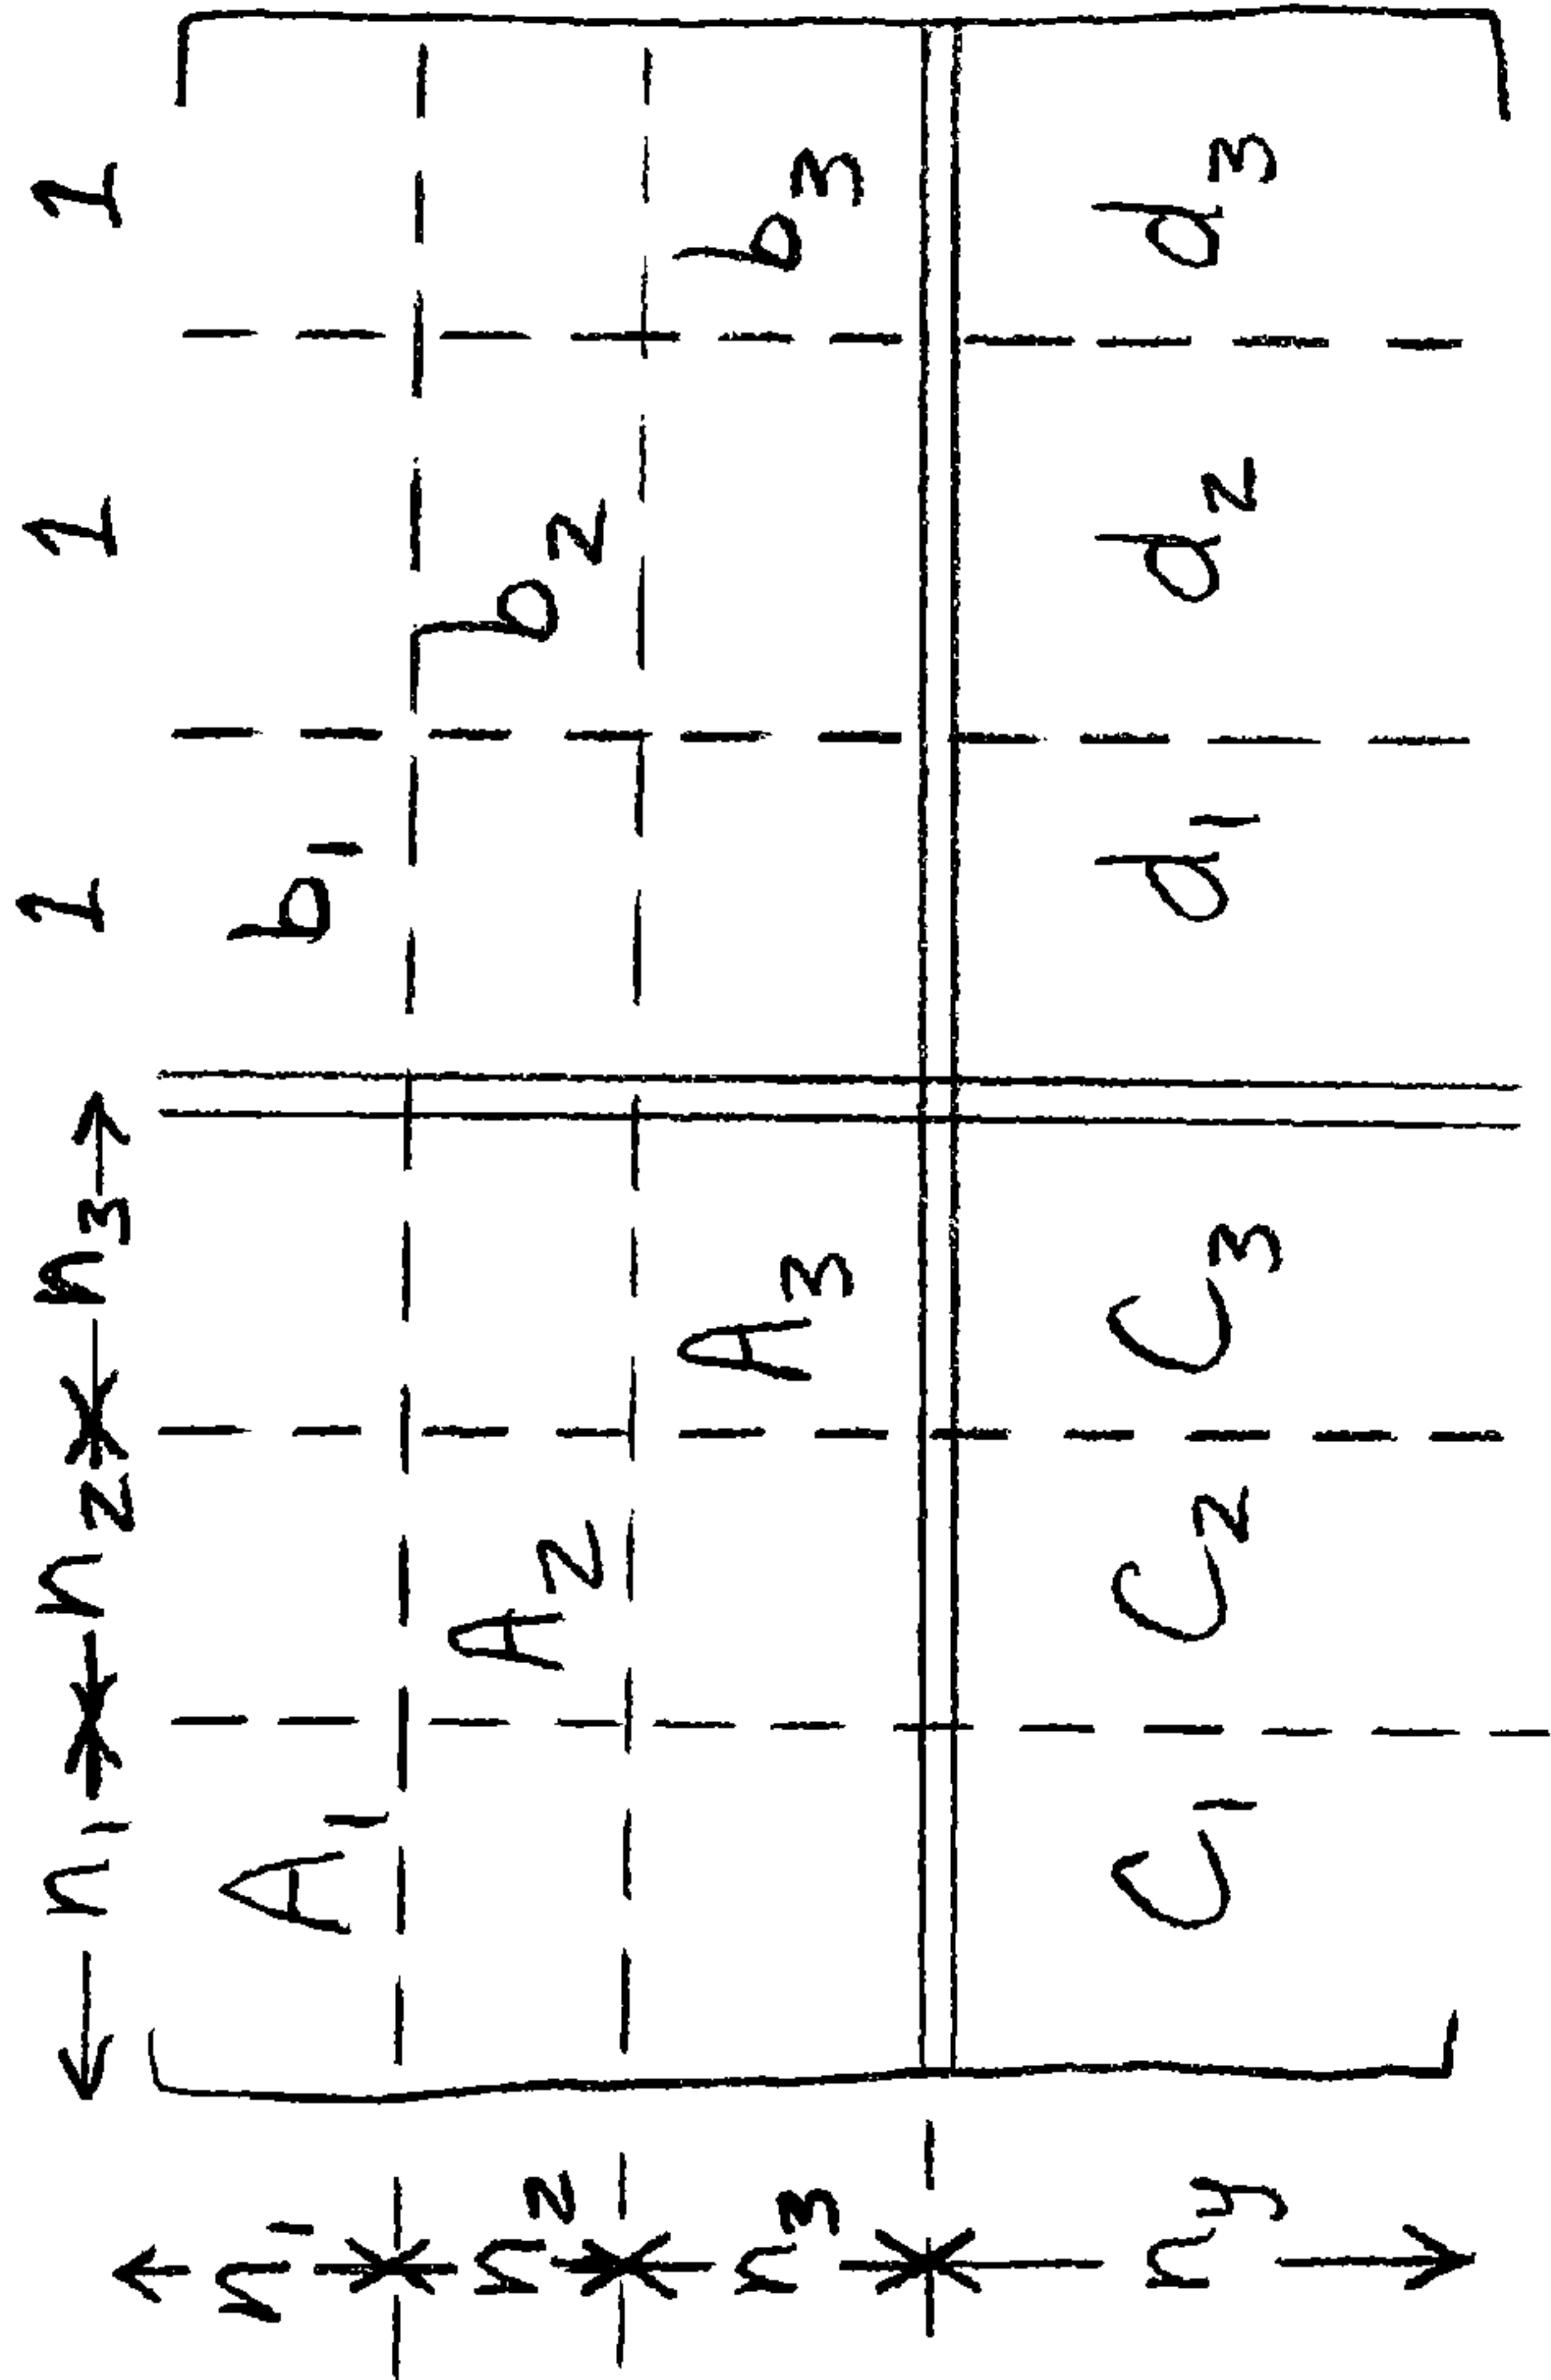 n₁ n₂ n₃ 1 1 1
n₁ A₁ b₁
n₂ A₂ b₂
n₃ A₃ b₃
n_y C₁ C₂ C₃ d₁ d₂ d₃